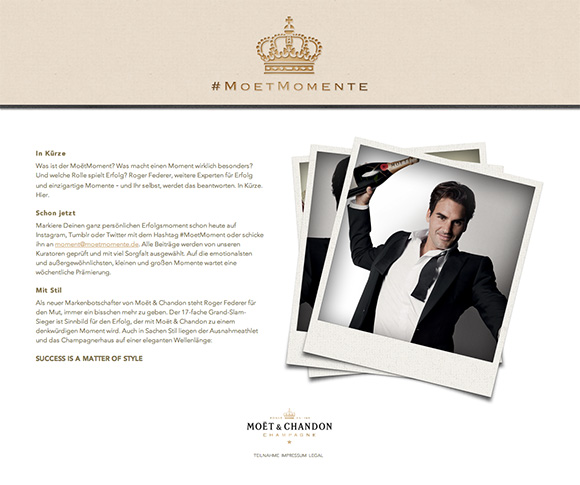 #MOETMOMENTE
In Kürze
Was ist der MoëtMoment? Was macht einen Moment wirklich besonders?
Und welche Rolle spielt Erfolg? Roger Federer, weitere Experten für Erfolg
und einzigartige Momente – und Ihr selbst, werdet das beantworten. In Kürze.
Hier.
Schon jetzt
Markiere Deinen ganz persönlichen Erfolgsmoment schon heute auf
Instagram, Tumblr oder Twitter mit dem Hashtag #MoetMoment oder schicke
ihn an moment@moetmomente.de. Alle Beiträge werden von unseren
Kuratoren geprüft und mit viel Sorgfalt ausgewählt. Auf die emotionalsten
und außergewöhnlichsten, kleinen und großen Momente wartet eine
wöchentliche Prämierung.
Mit Stil
Als neuer Markenbotschafter von Moët & Chandon steht Roger Federer für
den Mut, immer ein bisschen mehr zu geben. Der 17-fache Grand-Slam-
Sieger ist Sinnbild für den Erfolg, der mit Moët & Chandon zu einem
denkwürdigen Moment wird. Auch in Sachen Stil liegen der Ausnahmeathlet
und das Champagnerhaus auf einer eleganten Wellenlänge:
SUCCESS IS A MATTER OF STYLE
MOËT & CHANDON
CHAMPAGNE
TEILNAHME IMPRESSUM LEGAL